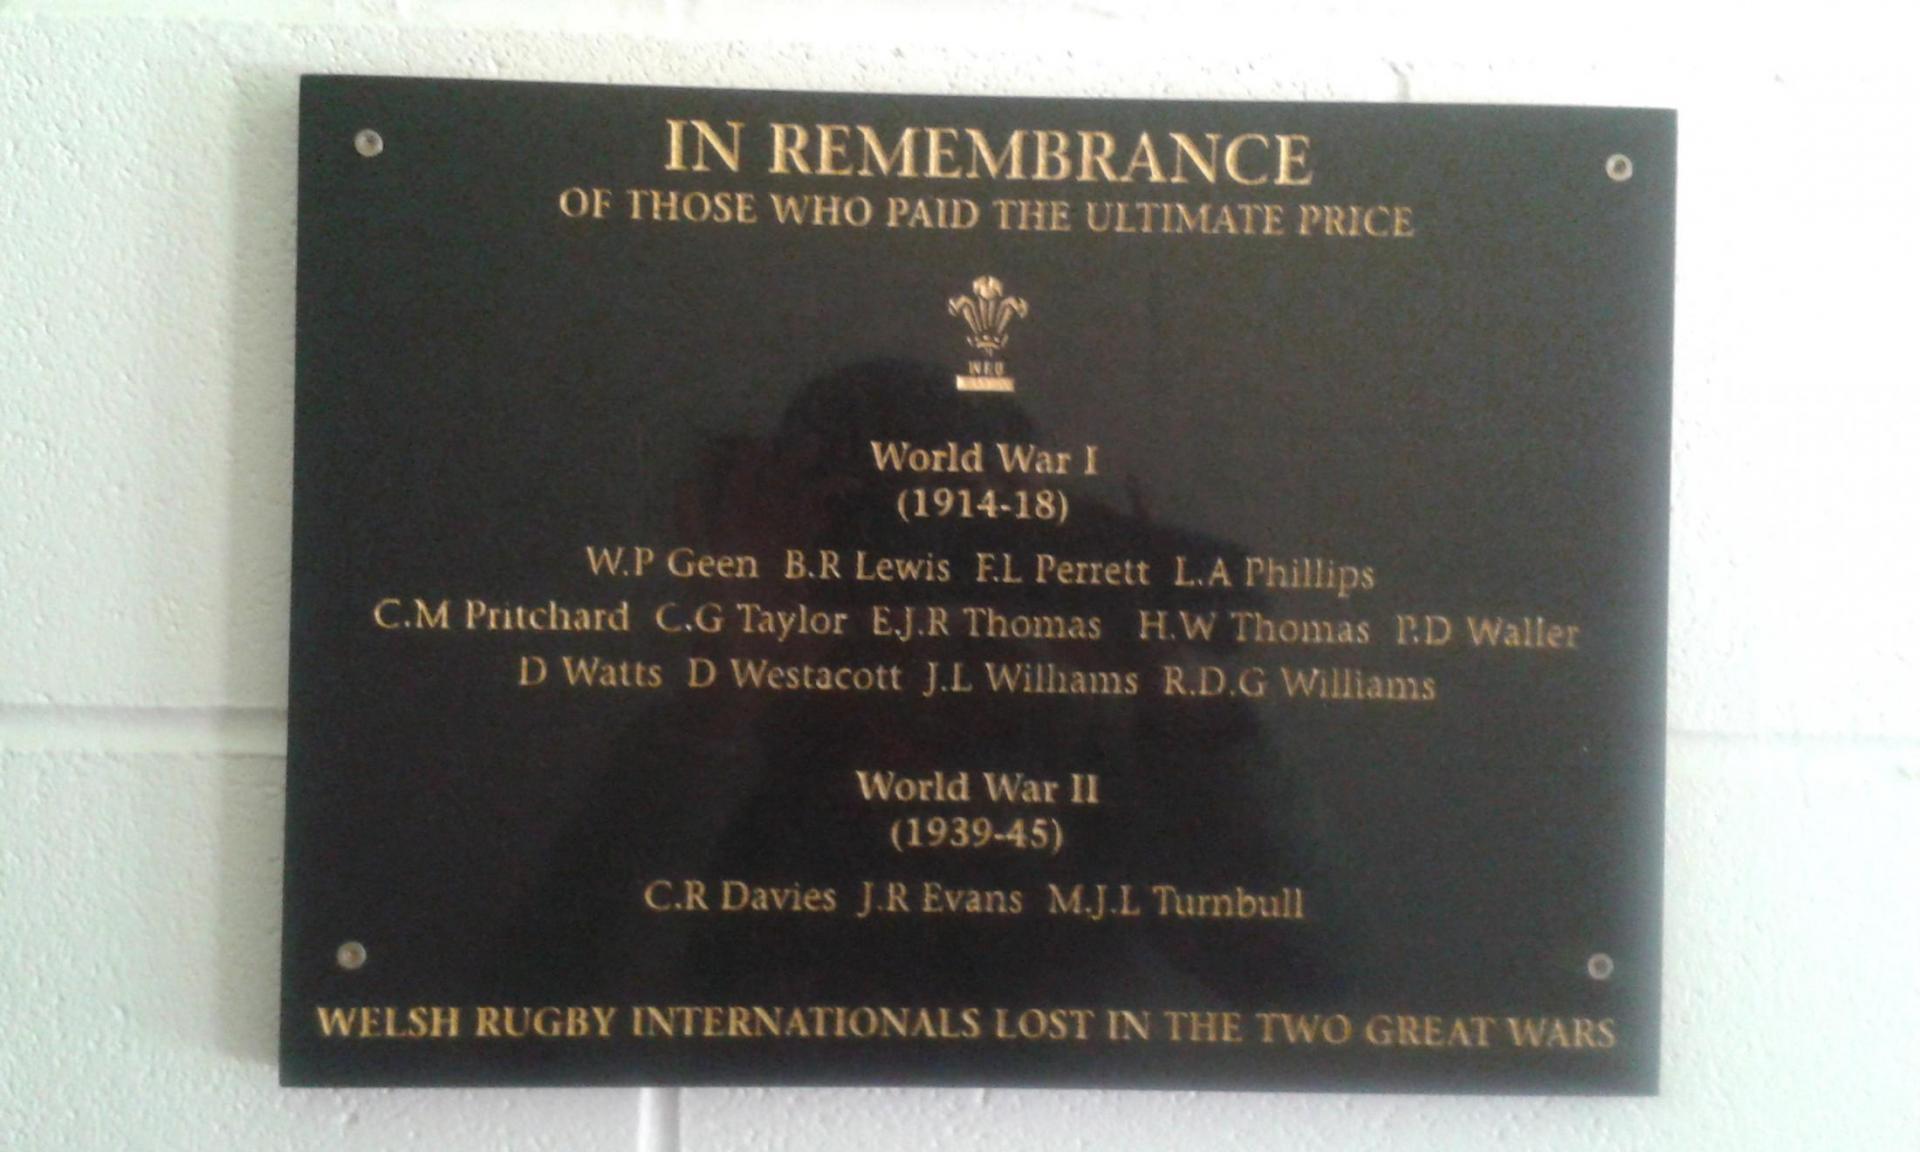 IN REMEMBRANCE
OF THOSE WHO PAID THE ULTIMATE PRICE
WRU
World War I
(1914-18)
W.P Geen B.R Lewis F.L Perrett L.A Phillips
C.M Pritchard C.G Taylor E.J.R Thomas H.W Thomas P.D Waller
D Watts D Westacott J.L Williams R.D.G Williams
World War II
(1939-45)
C.R Davies J.R Evans M.J.L Turnbull
WELSH RUGBY INTERNATIONALS LOST IN THE TWO GREAT WARS